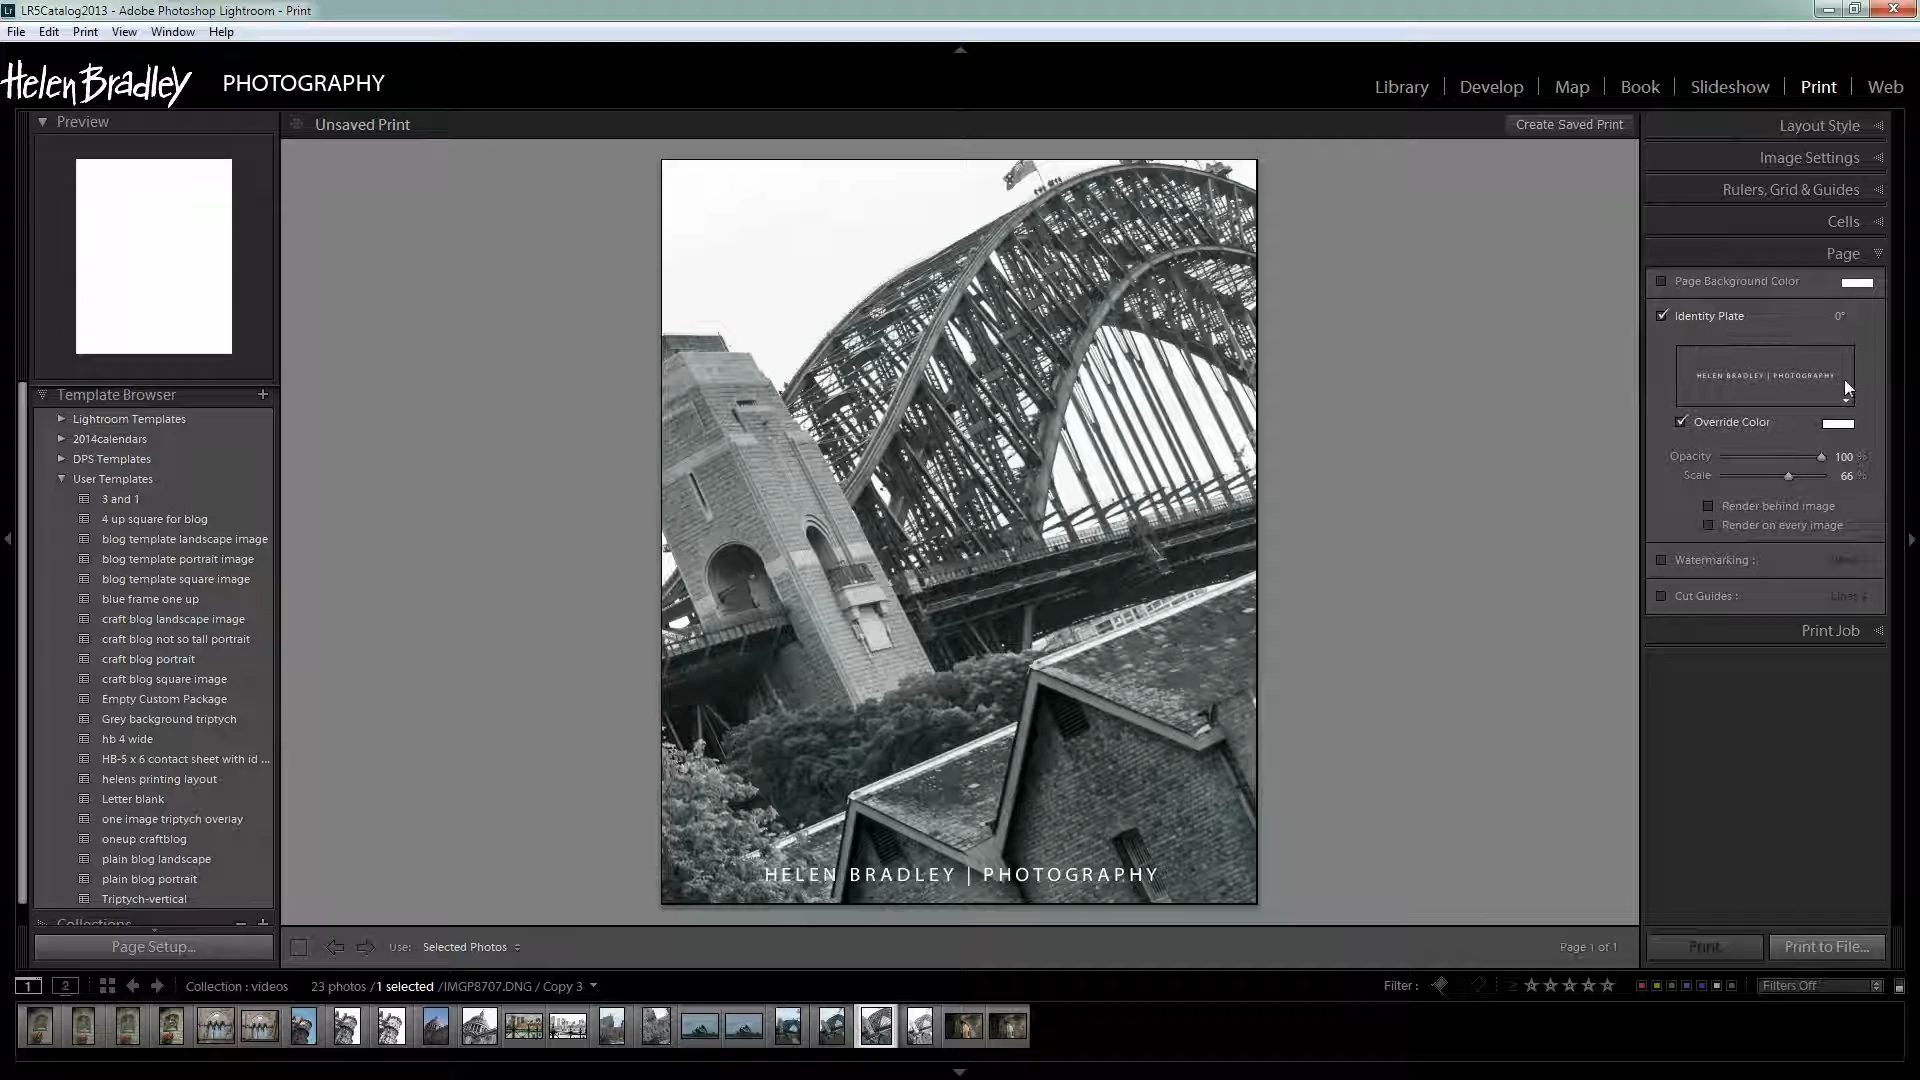 LR5Catalog2013 - Adobe Photoshop Lightroom - Print
File Edit Print View Window Help
Helen Bradley PHOTOGRAPHY
Library | Develop | Map | Book | Slideshow | Print | Web
Preview
Unsaved Print
Create Saved Print
Layout Style
Image Settings
Rulers, Grid & Guides
Cells
Page
Page Background Color
Identity Plate 0°
HELEN BRADLEY | PHOTOGRAPHY
Override Color
Opacity 100 %
Scale 66 %
Render behind image
Render on every image
Watermarking :
Cut Guides : Lines
Print Job
Template Browser +
Lightroom Templates
2014calendars
DPS Templates
User Templates
3 and 1
4 up square for blog
blog template landscape image
blog template portrait image
blog template square image
blue frame one up
craft blog landscape image
craft blog not so tall portrait
craft blog portrait
craft blog square image
Empty Custom Package
Grey background triptych
hb 4 wide
HB-5 x 6 contact sheet with id ...
helens printing layout
Letter blank
one image triptych overlay
oneup craftblog
plain blog landscape
plain blog portrait
Triptych-vertical
Collections
Page Setup...
HELEN BRADLEY | PHOTOGRAPHY
Use: Selected Photos
Page 1 of 1
Print
Print to File...
1 2 Collection : videos 23 photos / 1 selected / IMGP8707.DNG / Copy 3
Filter : Filters Off